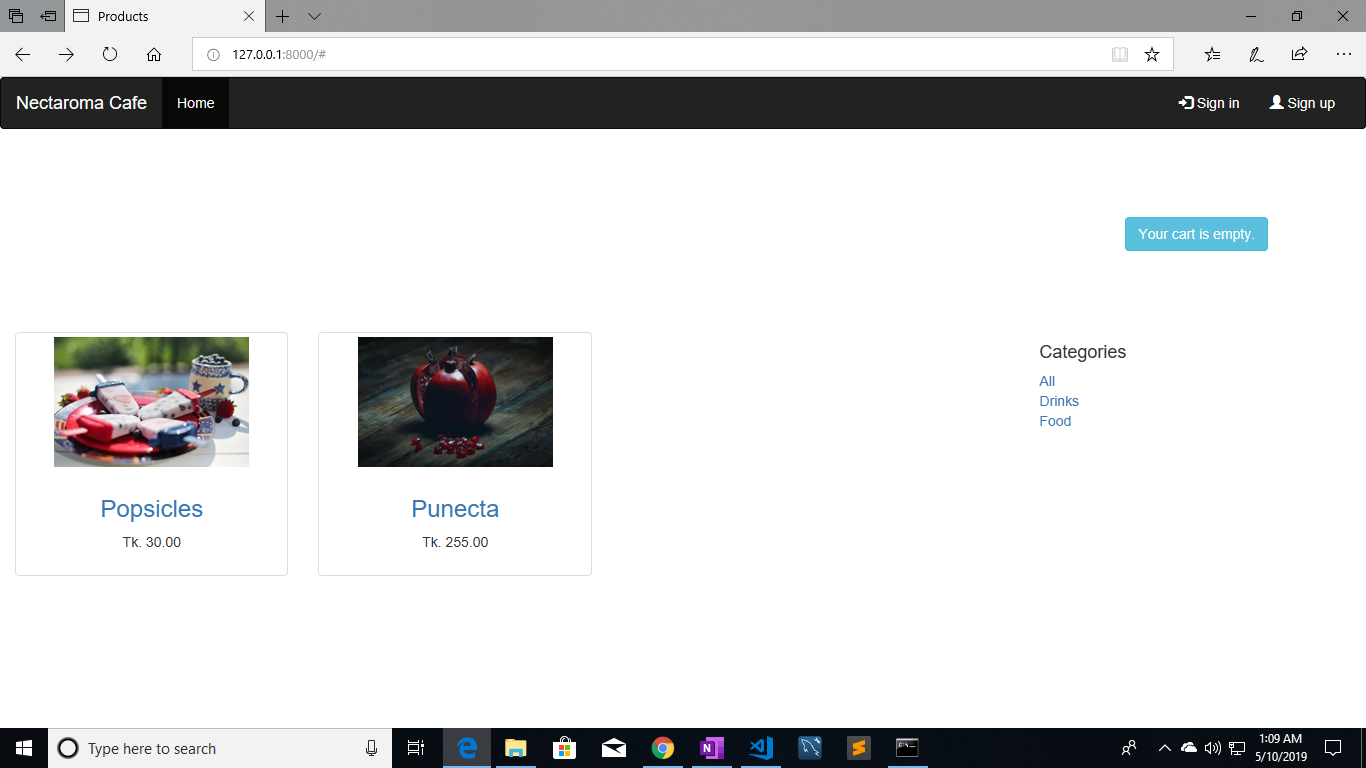 Products
127.0.0.1:8000/#
Nectaroma Cafe Home Sign in Sign up
Your cart is empty.
Categories
All
Drinks
Food
Popsicles
Tk. 30.00
Punecta
Tk. 255.00
Type here to search
1:09 AM
5/10/2019